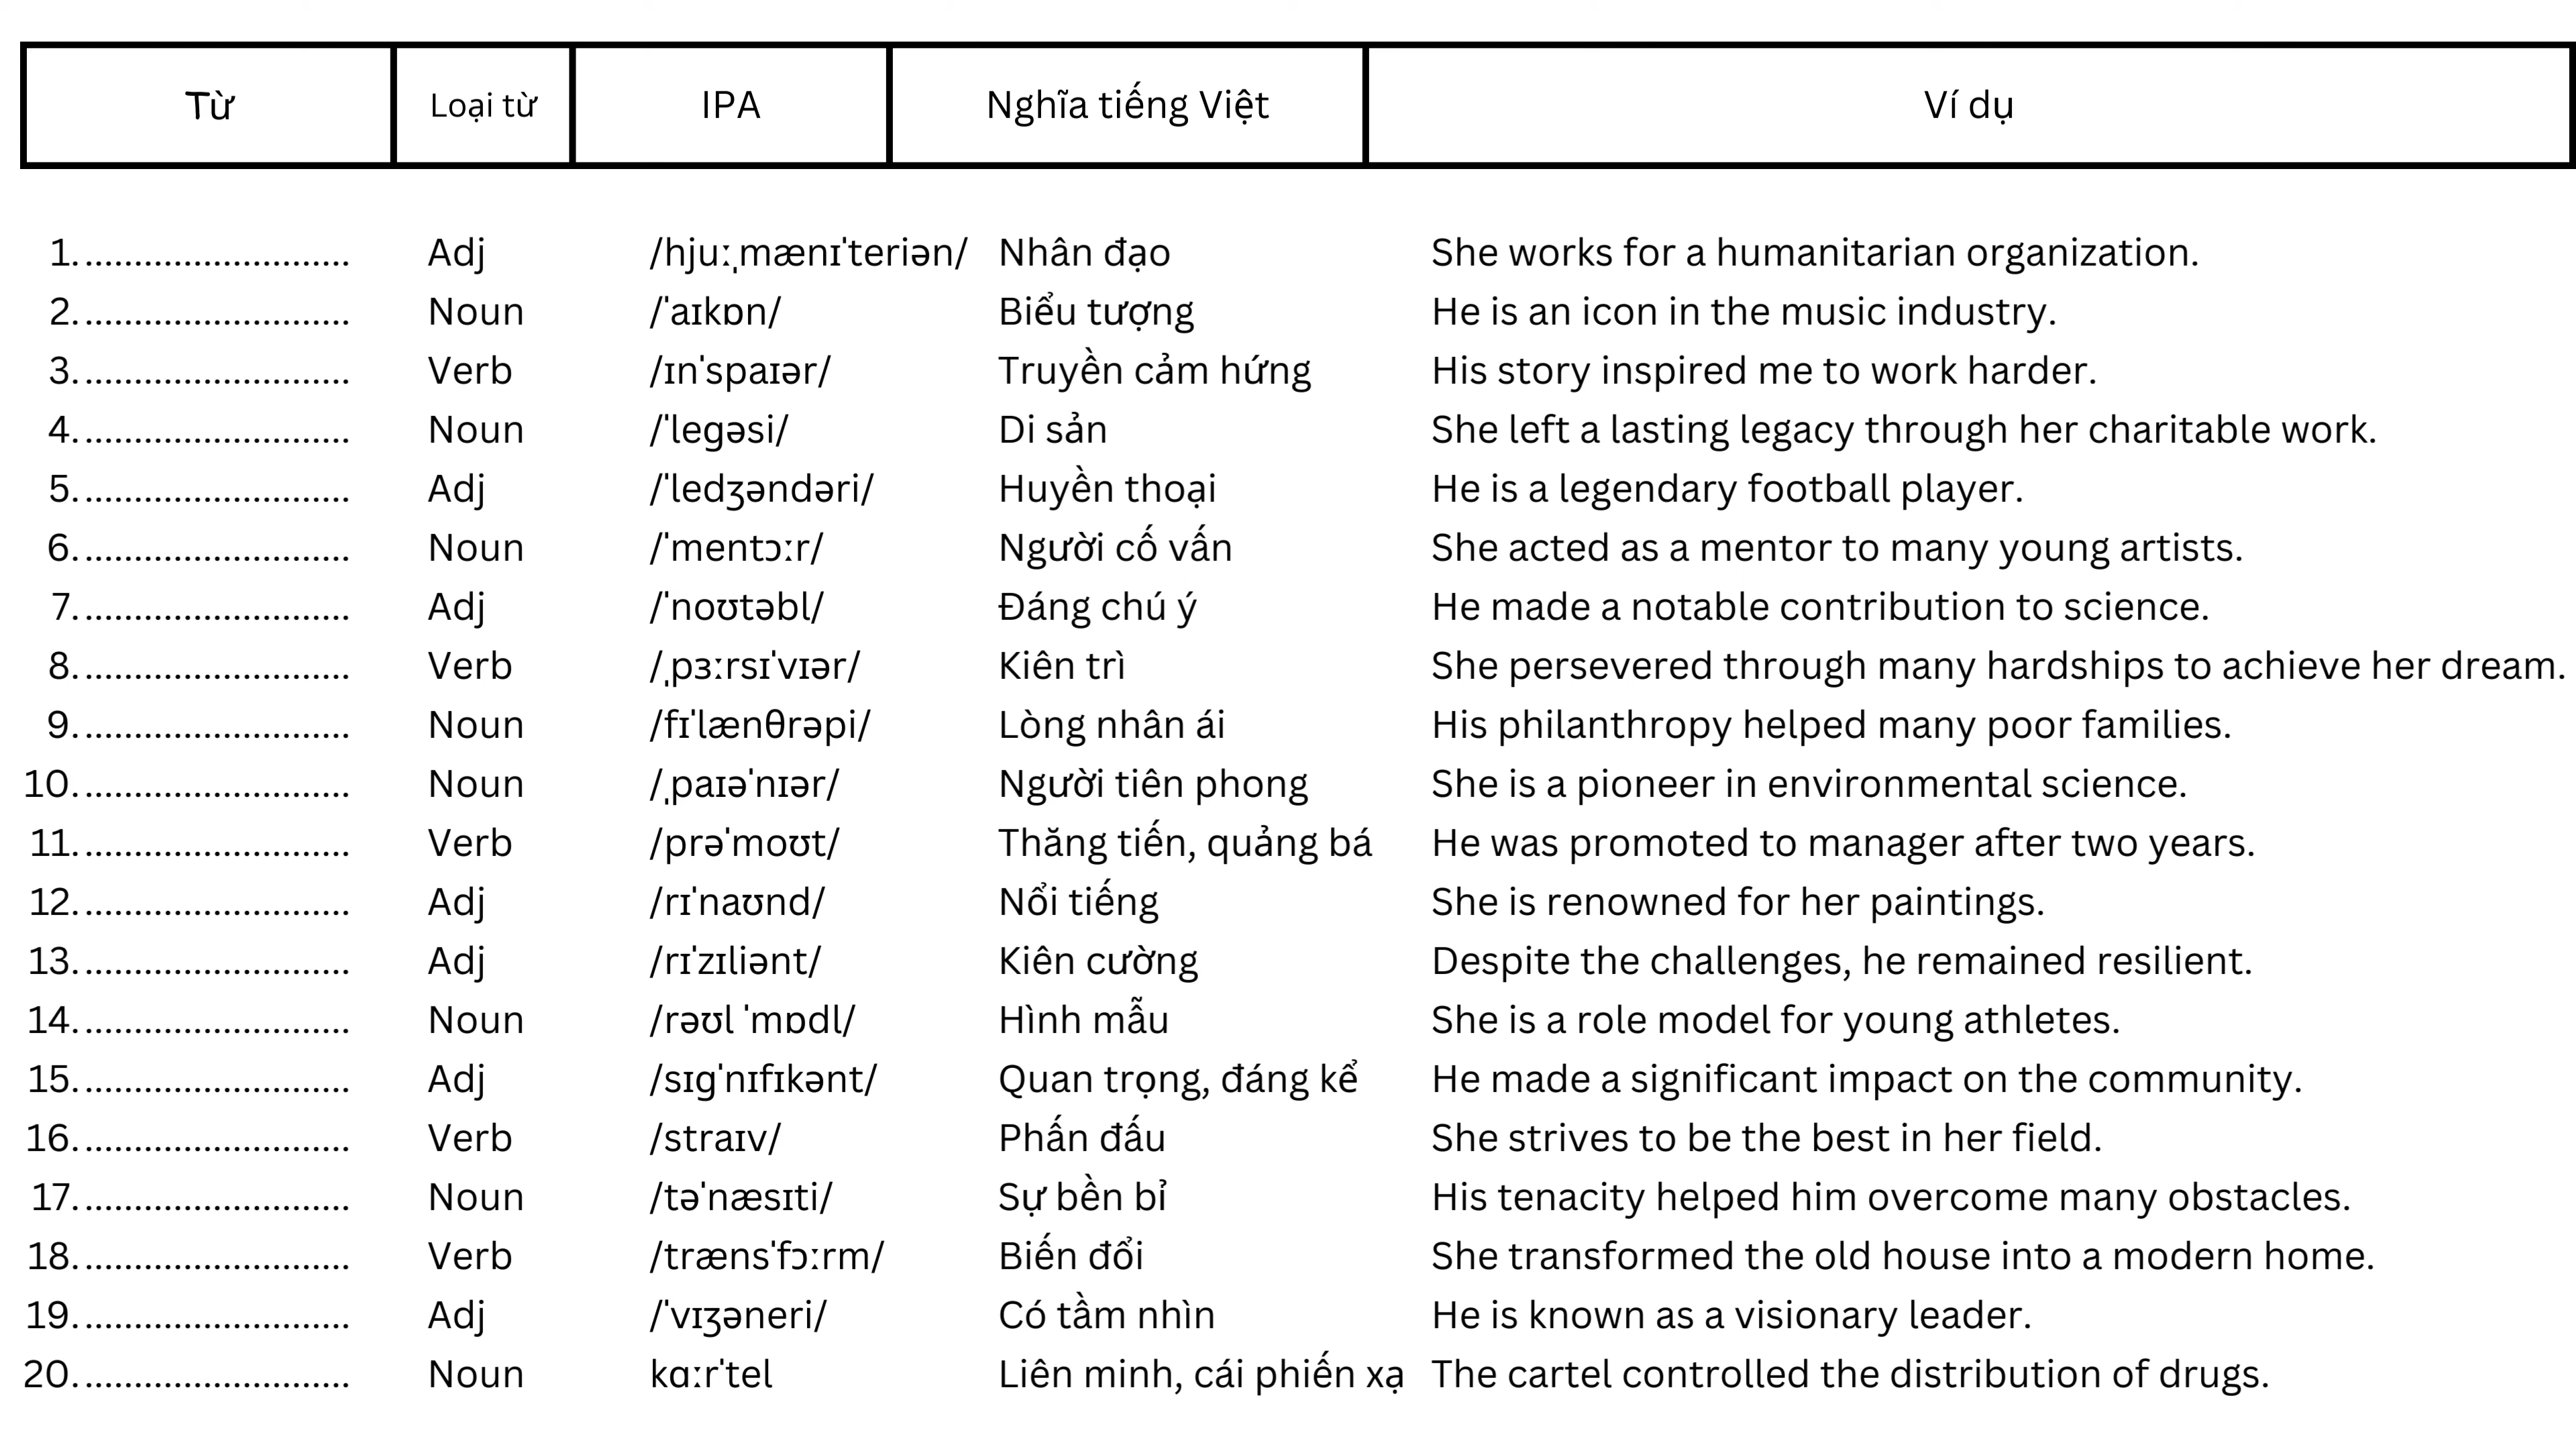 Từ Loại từ IPA Nghĩa tiếng Việt Ví dụ
1........................... Adj /hjuːˌmænɪˈteriən/ Nhân đạo She works for a humanitarian organization.
2........................... Noun /ˈaɪkɒn/ Biểu tượng He is an icon in the music industry.
3........................... Verb /ɪnˈspaɪər/ Truyền cảm hứng His story inspired me to work harder.
4........................... Noun /ˈleɡəsi/ Di sản She left a lasting legacy through her charitable work.
5........................... Adj /ˈledʒəndəri/ Huyền thoại He is a legendary football player.
6........................... Noun /ˈmentɔːr/ Người cố vấn She acted as a mentor to many young artists.
7........................... Adj /ˈnoʊtəbl/ Đáng chú ý He made a notable contribution to science.
8........................... Verb /ˌpɜːrsɪˈvɪər/ Kiên trì She persevered through many hardships to achieve her dream.
9........................... Noun /fɪˈlænθrəpi/ Lòng nhân ái His philanthropy helped many poor families.
10........................... Noun /ˌpaɪəˈnɪər/ Người tiên phong She is a pioneer in environmental science.
11........................... Verb /prəˈmoʊt/ Thăng tiến, quảng bá He was promoted to manager after two years.
12........................... Adj /rɪˈnaʊnd/ Nổi tiếng She is renowned for her paintings.
13........................... Adj /rɪˈzɪliənt/ Kiên cường Despite the challenges, he remained resilient.
14........................... Noun /rəʊl ˈmɒdl/ Hình mẫu She is a role model for young athletes.
15........................... Adj /sɪɡˈnɪfɪkənt/ Quan trọng, đáng kể He made a significant impact on the community.
16........................... Verb /straɪv/ Phấn đấu She strives to be the best in her field.
17........................... Noun /təˈnæsɪti/ Sự bền bỉ His tenacity helped him overcome many obstacles.
18........................... Verb /trænsˈfɔːrm/ Biến đổi She transformed the old house into a modern home.
19........................... Adj /ˈvɪʒəneri/ Có tầm nhìn He is known as a visionary leader.
20........................... Noun kɑːrˈtel Liên minh, cái phiến xạ The cartel controlled the distribution of drugs.